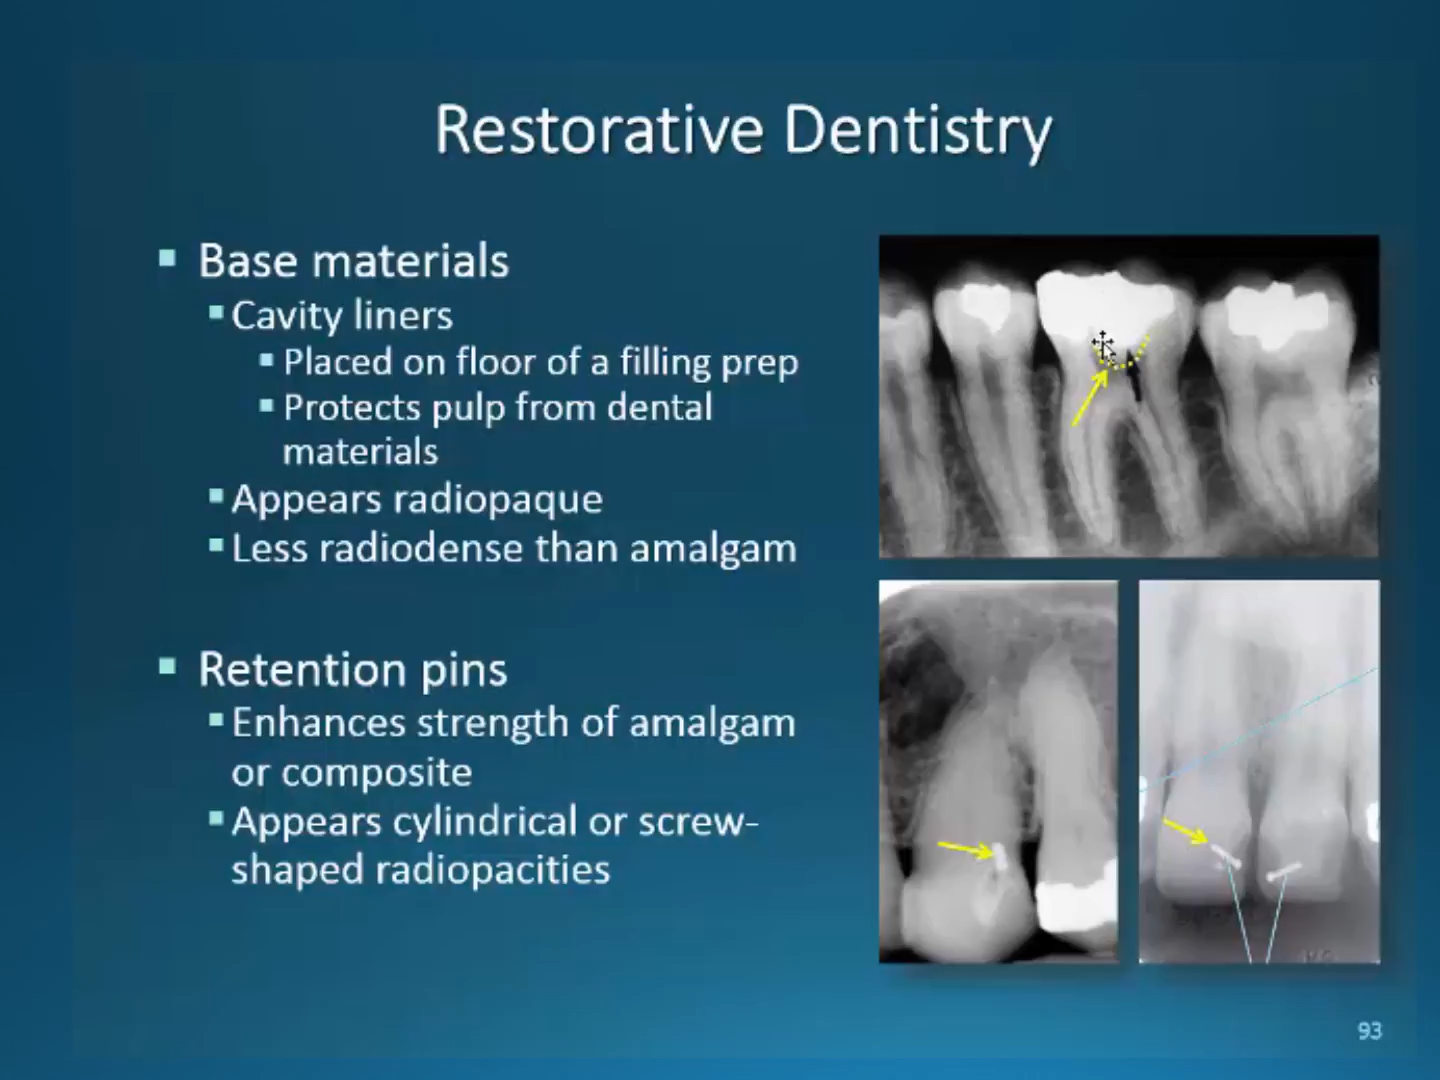 Restorative Dentistry
Base materials
Cavity liners
Placed on floor of a filling prep
Protects pulp from dental
materials
Appears radiopaque
Less radiodense than amalgam
Retention pins
Enhances strength of amalgam
or composite
Appears cylindrical or screw-
shaped radiopacities
93